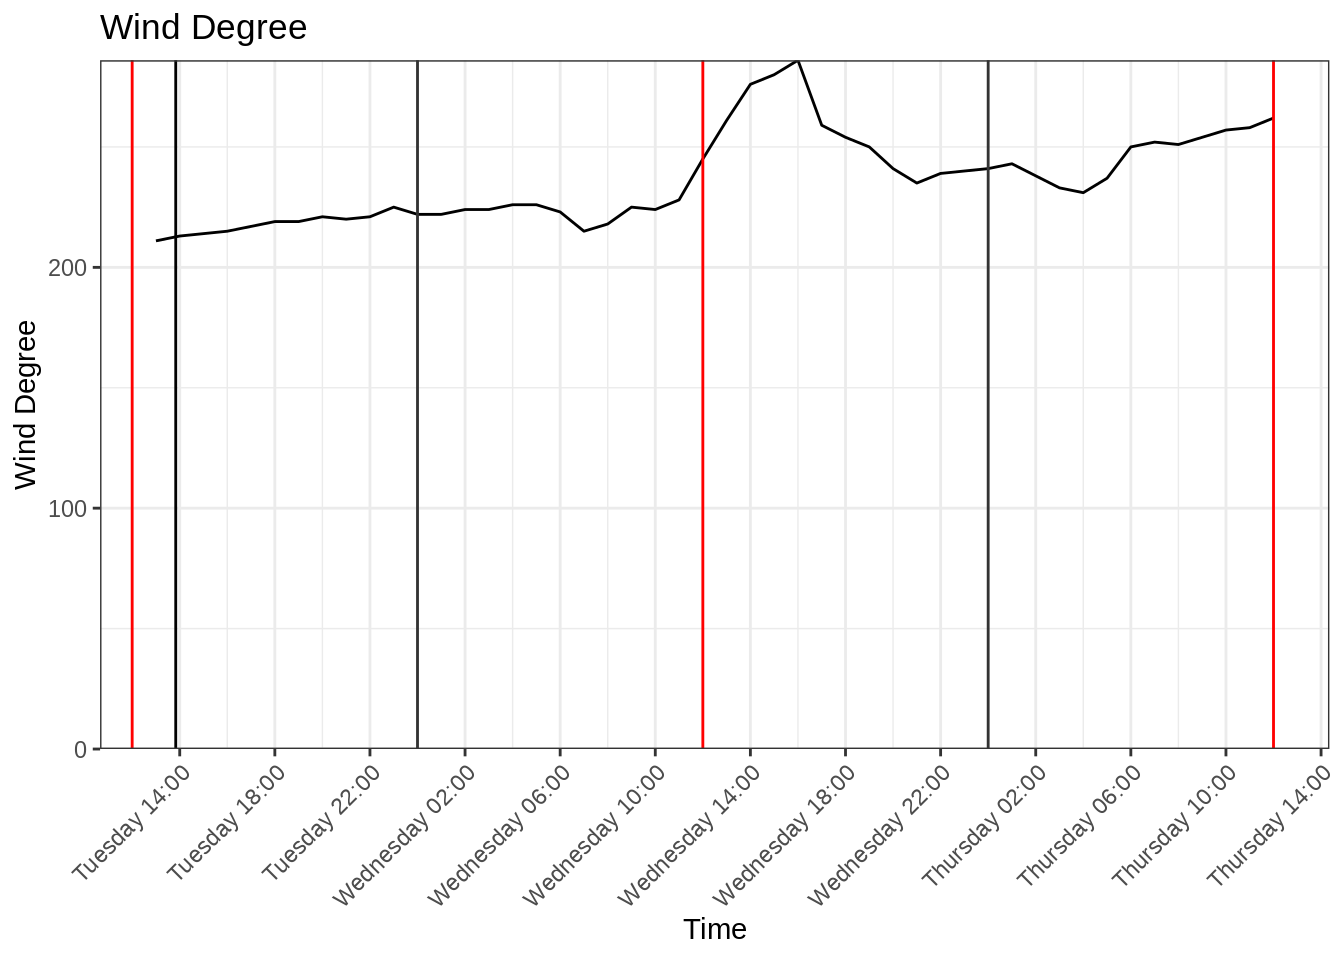 Wind Degree
Wind Degree
200
100
0
Tuesday 14:00
Tuesday 18:00
Tuesday 22:00
Wednesday 02:00
Wednesday 06:00
Wednesday 10:00
Wednesday 14:00
Wednesday 18:00
Wednesday 22:00
Thursday 02:00
Thursday 06:00
Thursday 10:00
Thursday 14:00
Time